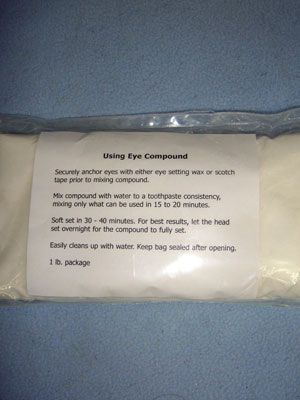 Using Eye Compound
Securely anchor eyes with either eye setting wax or scotch
tape prior to mixing compound.
Mix compound with water to a toothpaste consistency,
mixing only what can be used in 15 to 20 minutes.
Soft set in 30 - 40 minutes. For best results, let the head
set overnight for the compound to fully set.
Easily cleans up with water. Keep bag sealed after opening.
1 lb. package